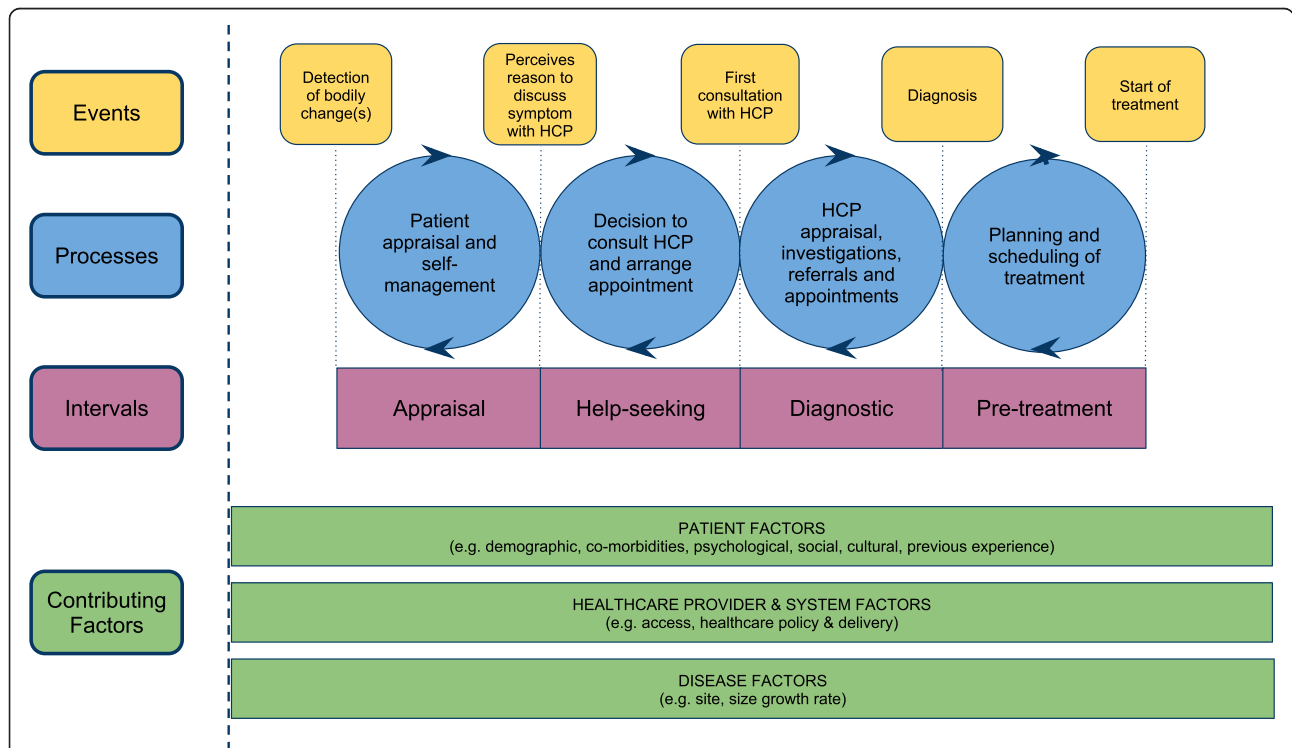 Events
Detection
of bodily
change(s)
Perceives
reason to
discuss
symptom
with HCP
First
consultation
with HCP
Diagnosis
Start of
treatment
Processes
Patient
appraisal and
self-
management
Decision to
consult HCP
and arrange
appointment
HCP
appraisal,
investigations,
referrals and
appointments
Planning and
scheduling of
treatment
Intervals
Appraisal
Help-seeking
Diagnostic
Pre-treatment
Contributing
Factors
PATIENT FACTORS
(e.g. demographic, co-morbidities, psychological, social, cultural, previous experience)
HEALTHCARE PROVIDER & SYSTEM FACTORS
(e.g. access, healthcare policy & delivery)
DISEASE FACTORS
(e.g. site, size growth rate)